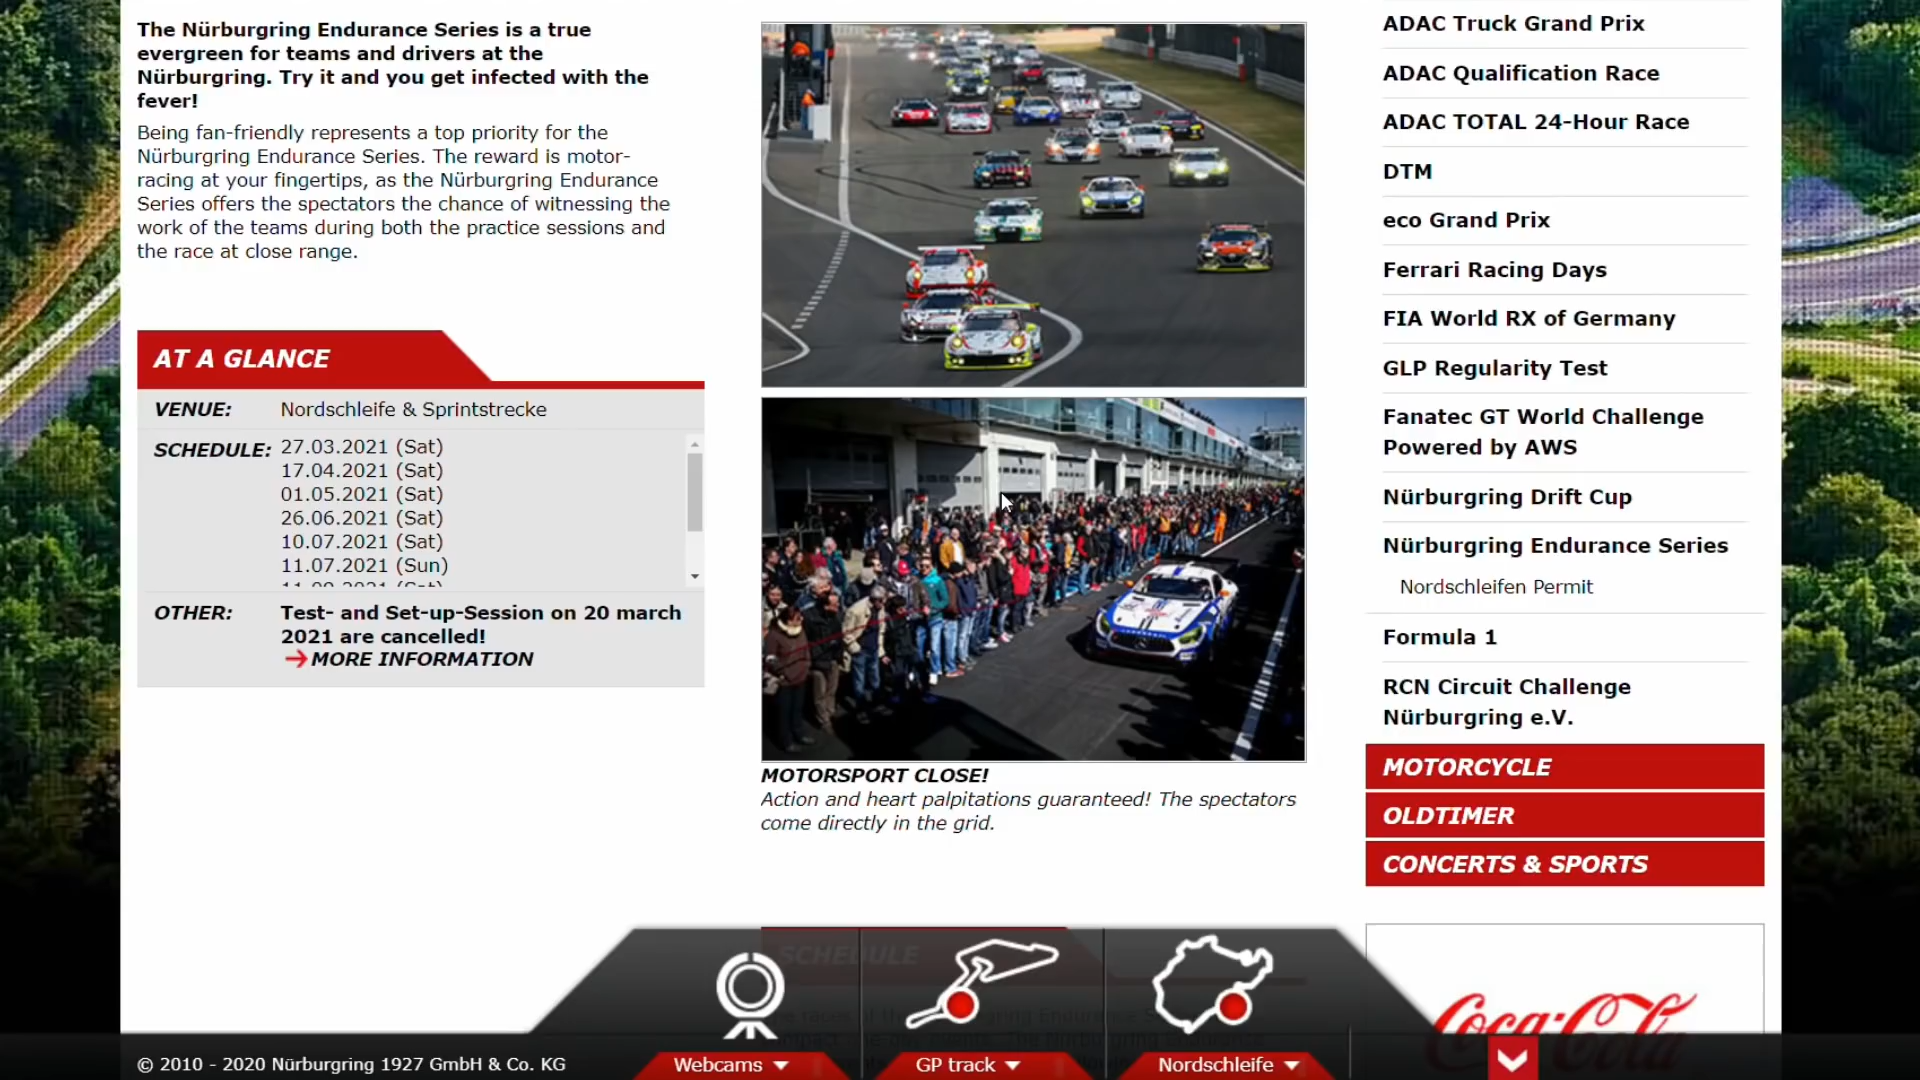 The Nürburgring Endurance Series is a true
evergreen for teams and drivers at the
Nürburgring. Try it and you get infected with the
fever!
Being fan-friendly represents a top priority for the
Nürburgring Endurance Series. The reward is motor-
racing at your fingertips, as the Nürburgring Endurance
Series offers the spectators the chance of witnessing the
work of the teams during both the practice sessions and
the race at close range.
AT A GLANCE
VENUE: Nordschleife & Sprintstrecke
SCHEDULE: 27.03.2021 (Sat)
17.04.2021 (Sat)
01.05.2021 (Sat)
26.06.2021 (Sat)
10.07.2021 (Sat)
11.07.2021 (Sun)
OTHER: Test- and Set-up-Session on 20 march
2021 are cancelled!
MORE INFORMATION
MOTORSPORT CLOSE!
Action and heart palpitations guaranteed! The spectators
come directly in the grid.
SCHEDULE
ADAC Truck Grand Prix
ADAC Qualification Race
ADAC TOTAL 24-Hour Race
DTM
eco Grand Prix
Ferrari Racing Days
FIA World RX of Germany
GLP Regularity Test
Fanatec GT World Challenge
Powered by AWS
Nürburgring Drift Cup
Nürburgring Endurance Series
Nordschleifen Permit
Formula 1
RCN Circuit Challenge
Nürburgring e.V.
MOTORCYCLE
OLDTIMER
CONCERTS & SPORTS
Coca-Cola
© 2010 - 2020 Nürburgring 1927 GmbH & Co. KG
Webcams
GP track
Nordschleife